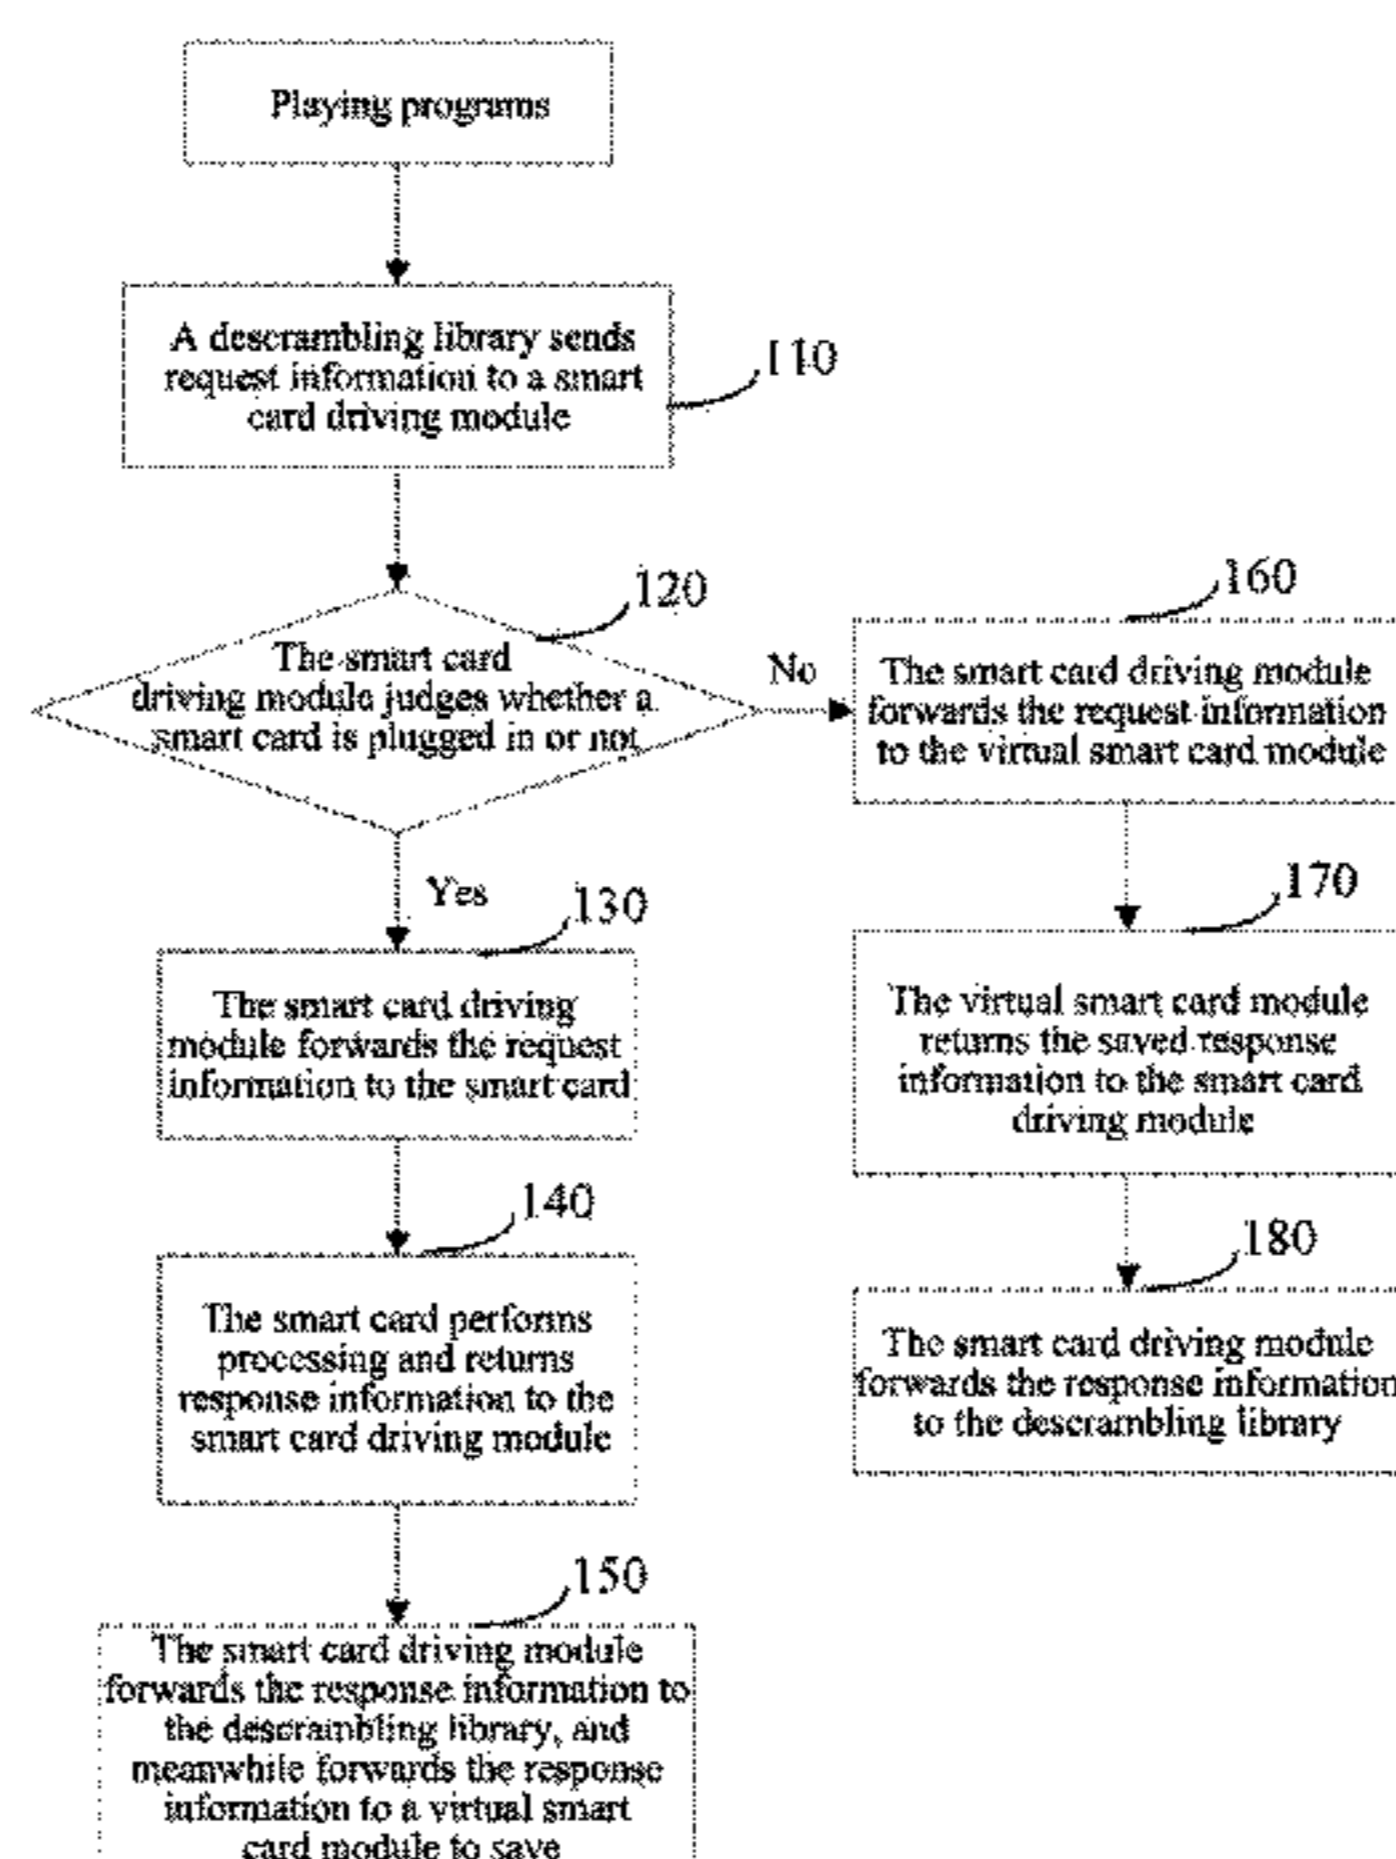 Playing programs
A descrambling library sends
request information to a smart
card driving module
110
120
The smart card
driving module judges whether a
smart card is plugged in or not
No
Yes
130
The smart card driving
module forwards the request
information to the smart card
140
The smart card performs
processing and returns
response information to the
smart card driving module
150
The smart card driving module
forwards the response information to
the descrambling library, and
meanwhile forwards the response
information to a virtual smart
card module to save
160
The smart card driving module
forwards the request information
to the virtual smart card module
170
The virtual smart card module
returns the saved response
information to the smart card
driving module
180
The smart card driving module
forwards the response information
to the descrambling library